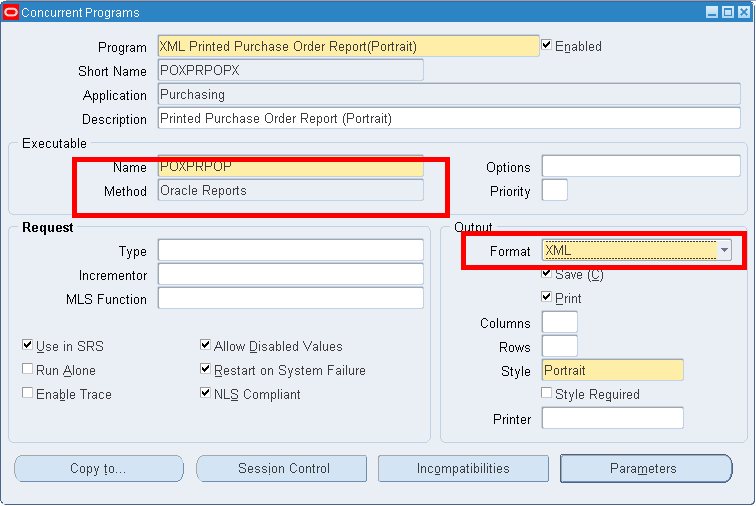 Concurrent Programs
Program XML Printed Purchase Order Report(Portrait) Enabled
Short Name POXPRPOPX
Application Purchasing
Description Printed Purchase Order Report (Portrait)
Executable
Name POXPRPOP Options
Method Oracle Reports Priority
Request Output
Type Format XML
Incrementor Save (C)
MLS Function Print
Columns
Use in SRS Allow Disabled Values Rows
Run Alone Restart on System Failure Style Portrait
Enable Trace NLS Compliant Style Required
Printer
Copy to... Session Control Incompatibilities Parameters